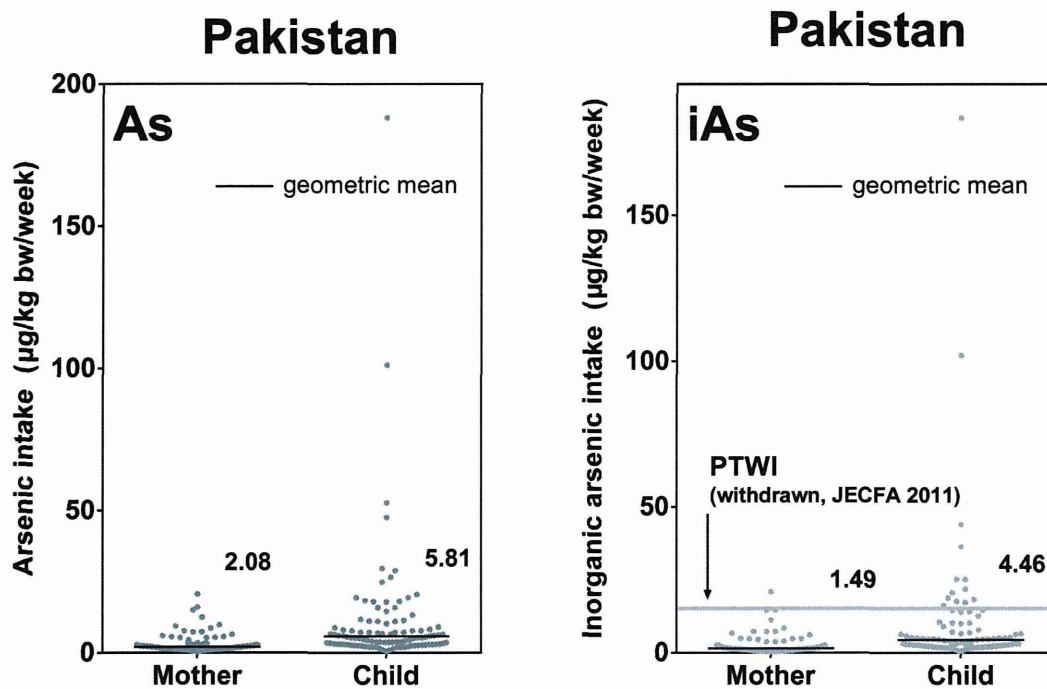 Pakistan
As
geometric mean
Arsenic intake (µg/kg bw/week)
200
150
100
50
0
2.08
5.81
Mother
Child
Pakistan
iAs
geometric mean
Inorganic arsenic intake (µg/kg bw/week)
150
100
50
0
PTWI
(withdrawn, JECFA 2011)
1.49
4.46
Mother
Child